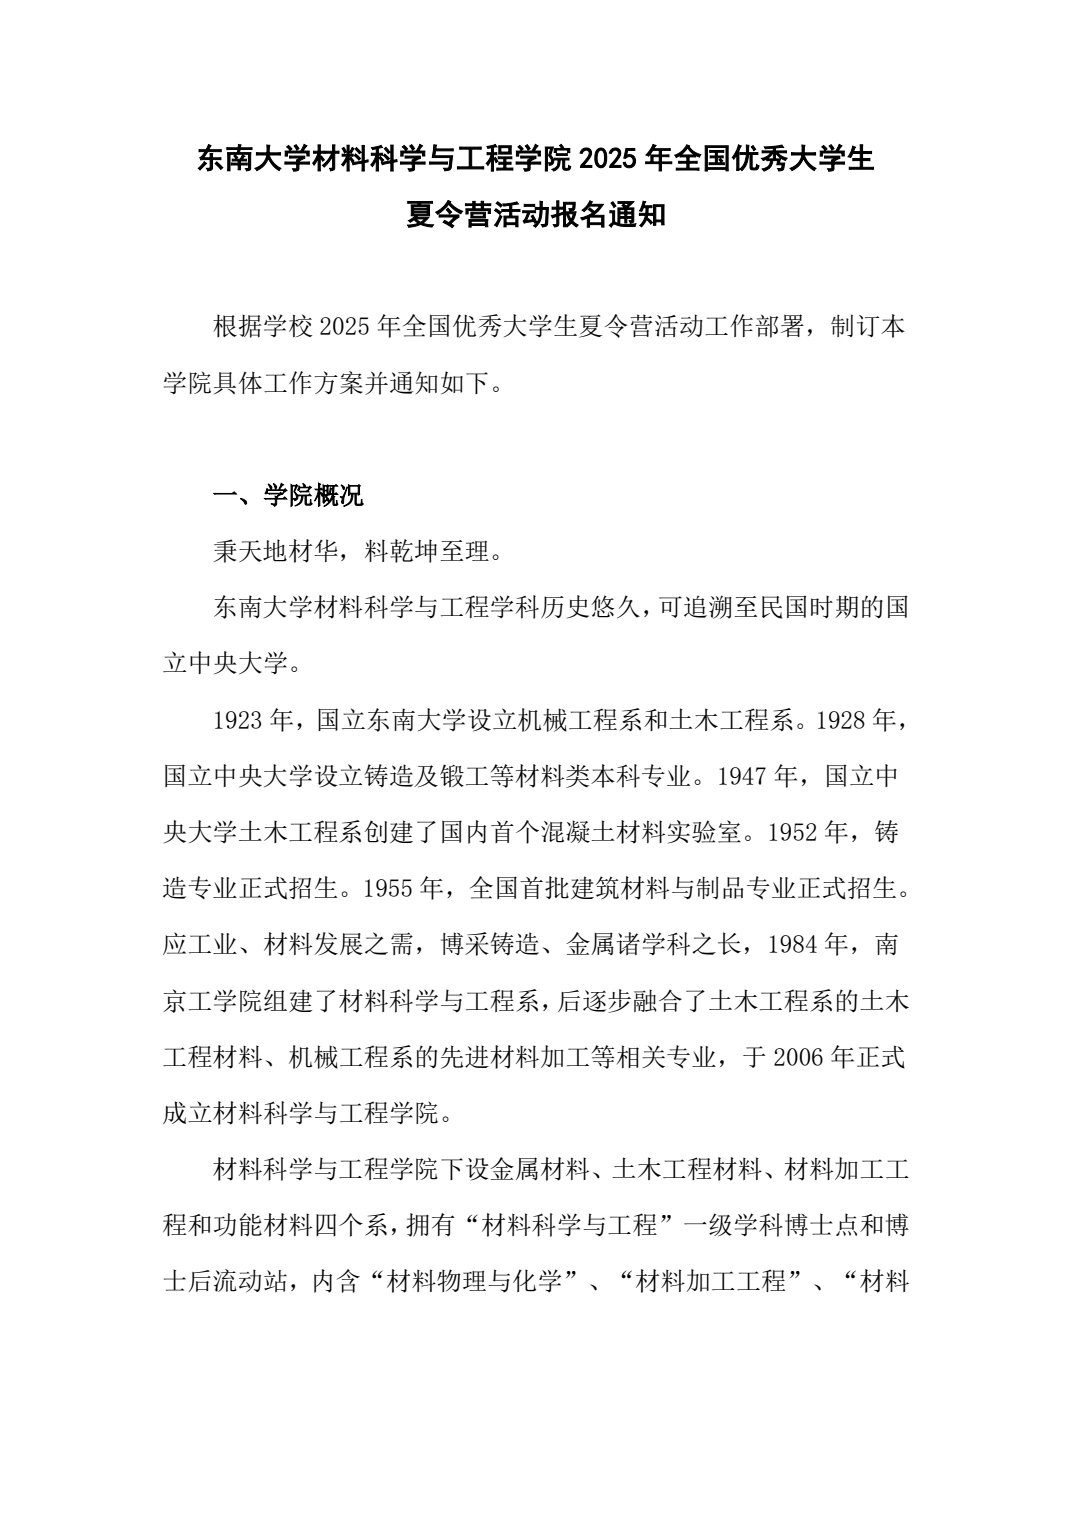 东南大学材料科学与工程学院 2025 年全国优秀大学生
夏令营活动报名通知
根据学校 2025 年全国优秀大学生夏令营活动工作部署，制订本
学院具体工作方案并通知如下。
一、学院概况
秉天地材华，料乾坤至理。
东南大学材料科学与工程学科历史悠久，可追溯至民国时期的国
立中央大学。
1923 年，国立东南大学设立机械工程系和土木工程系。1928 年，
国立中央大学设立铸造及锻工等材料类本科专业。1947 年，国立中
央大学土木工程系创建了国内首个混凝土材料实验室。1952 年，铸
造专业正式招生。1955 年，全国首批建筑材料与制品专业正式招生。
应工业、材料发展之需，博采铸造、金属诸学科之长，1984 年，南
京工学院组建了材料科学与工程系，后逐步融合了土木工程系的土木
工程材料、机械工程系的先进材料加工等相关专业，于 2006 年正式
成立材料科学与工程学院。
材料科学与工程学院下设金属材料、土木工程材料、材料加工工
程和功能材料四个系，拥有“材料科学与工程”一级学科博士点和博
士后流动站，内含“材料物理与化学”、“材料加工工程”、“材料